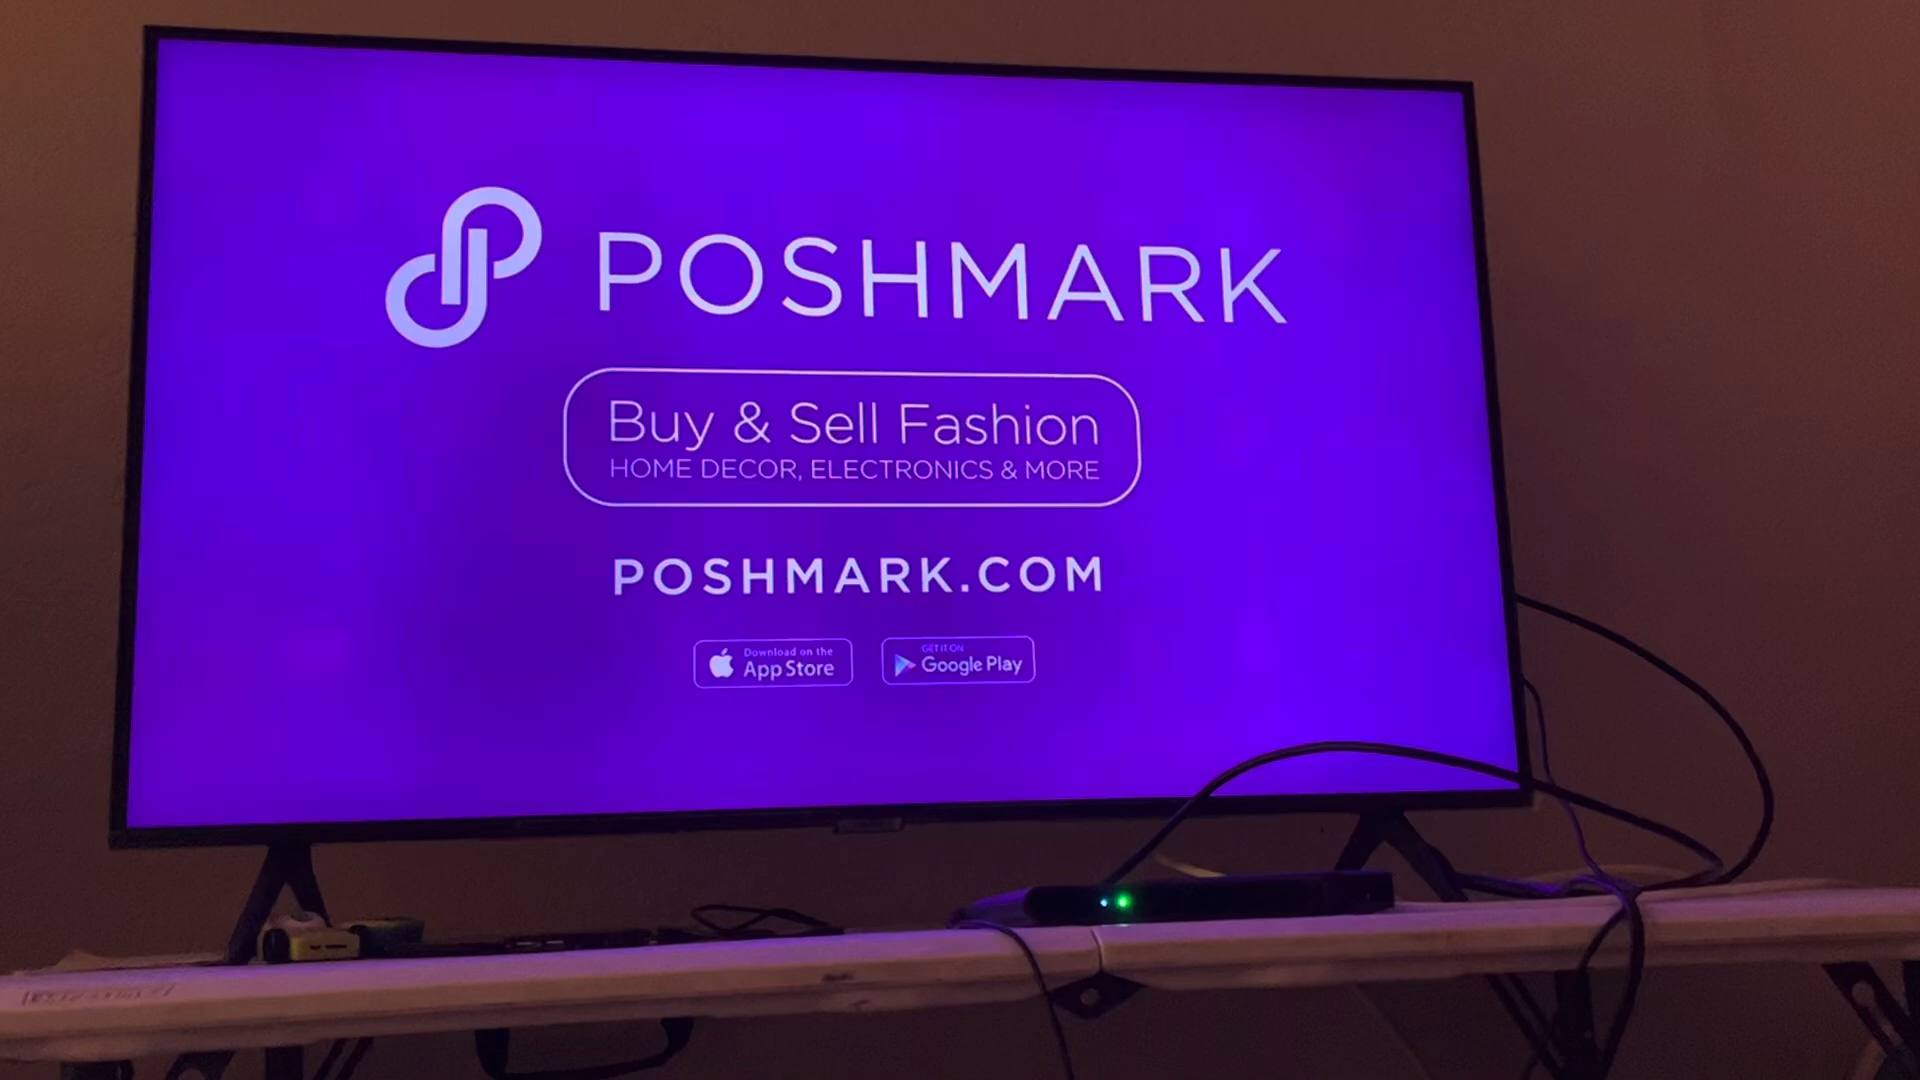 POSHMARK
Buy & Sell Fashion
HOME DECOR, ELECTRONICS & MORE
POSHMARK.COM
Download on the
App Store
GET IT ON
Google Play